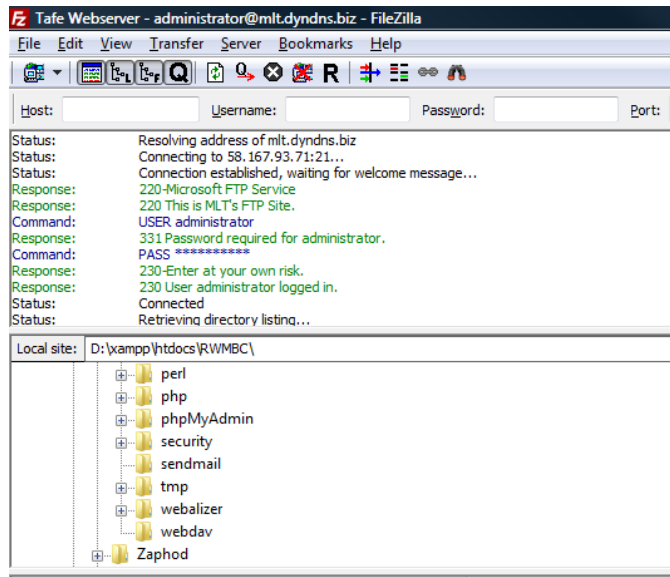 Tafe Webserver - administrator@mlt.dyndns.biz - FileZilla
File Edit View Transfer Server Bookmarks Help
Host: Username: Password: Port:
Status: Resolving address of mlt.dyndns.biz
Status: Connecting to 58.167.93.71:21...
Status: Connection established, waiting for welcome message...
Response: 220-Microsoft FTP Service
Response: 220 This is MLT's FTP Site.
Command: USER administrator
Response: 331 Password required for administrator.
Command: PASS **********
Response: 230-Enter at your own risk.
Response: 230 User administrator logged in.
Status: Connected
Status: Retrieving directory listing...
Local site: D:\xampp\htdocs\RWMBC\
perl
php
phpMyAdmin
security
sendmail
tmp
webalizer
webdav
Zaphod